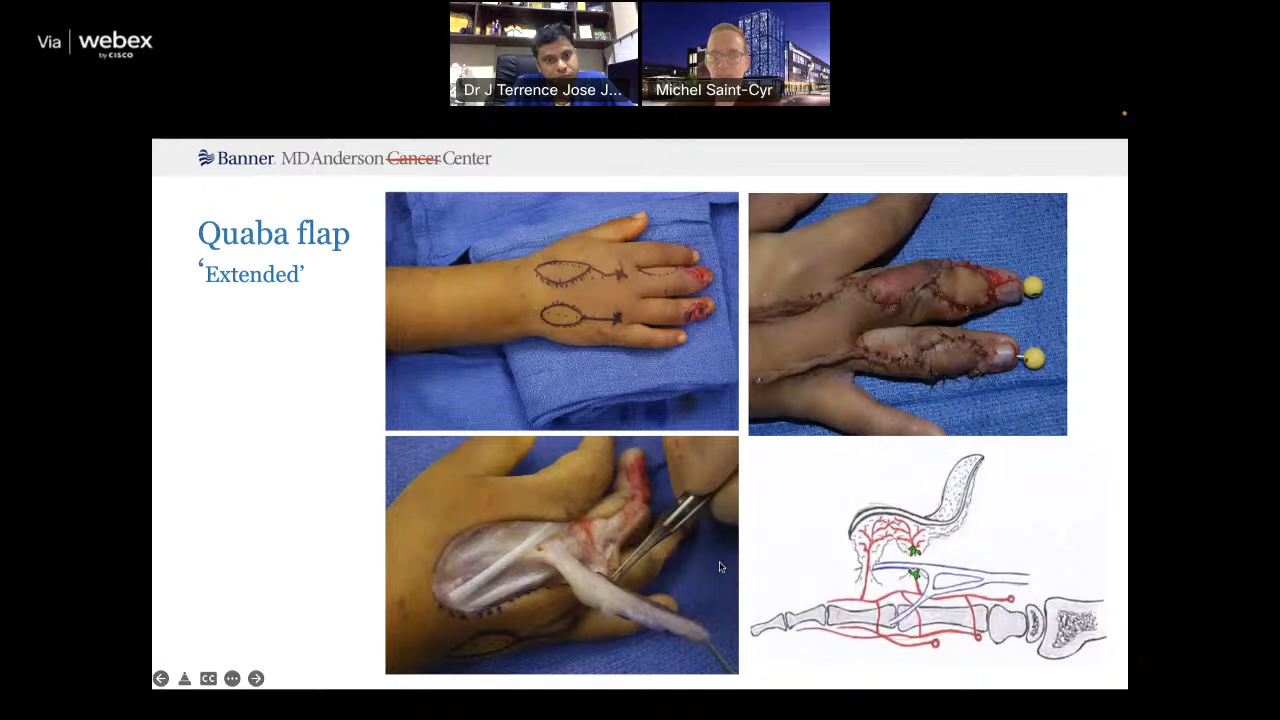 Via | webex
by CISCO
Dr J Terrence Jose J...
Michel Saint-Cyr
Banner MD Anderson Cancer Center
Quaba flap
‘Extended’
CC